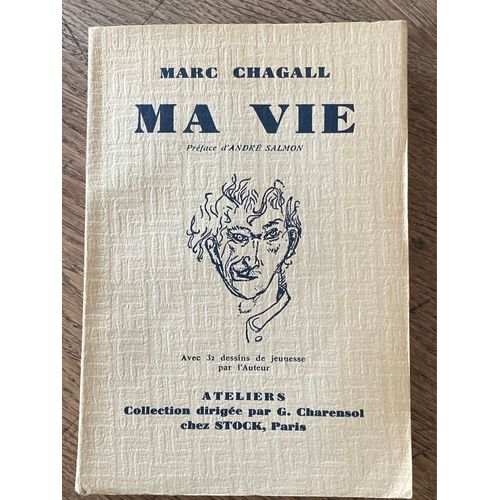 MARC CHAGALL
MA VIE
Préface d'ANDRÉ SALMON
Avec 32 dessins de jeunesse
par l'Auteur
ATELIERS
Collection dirigée par G. Charensol
chez STOCK, Paris